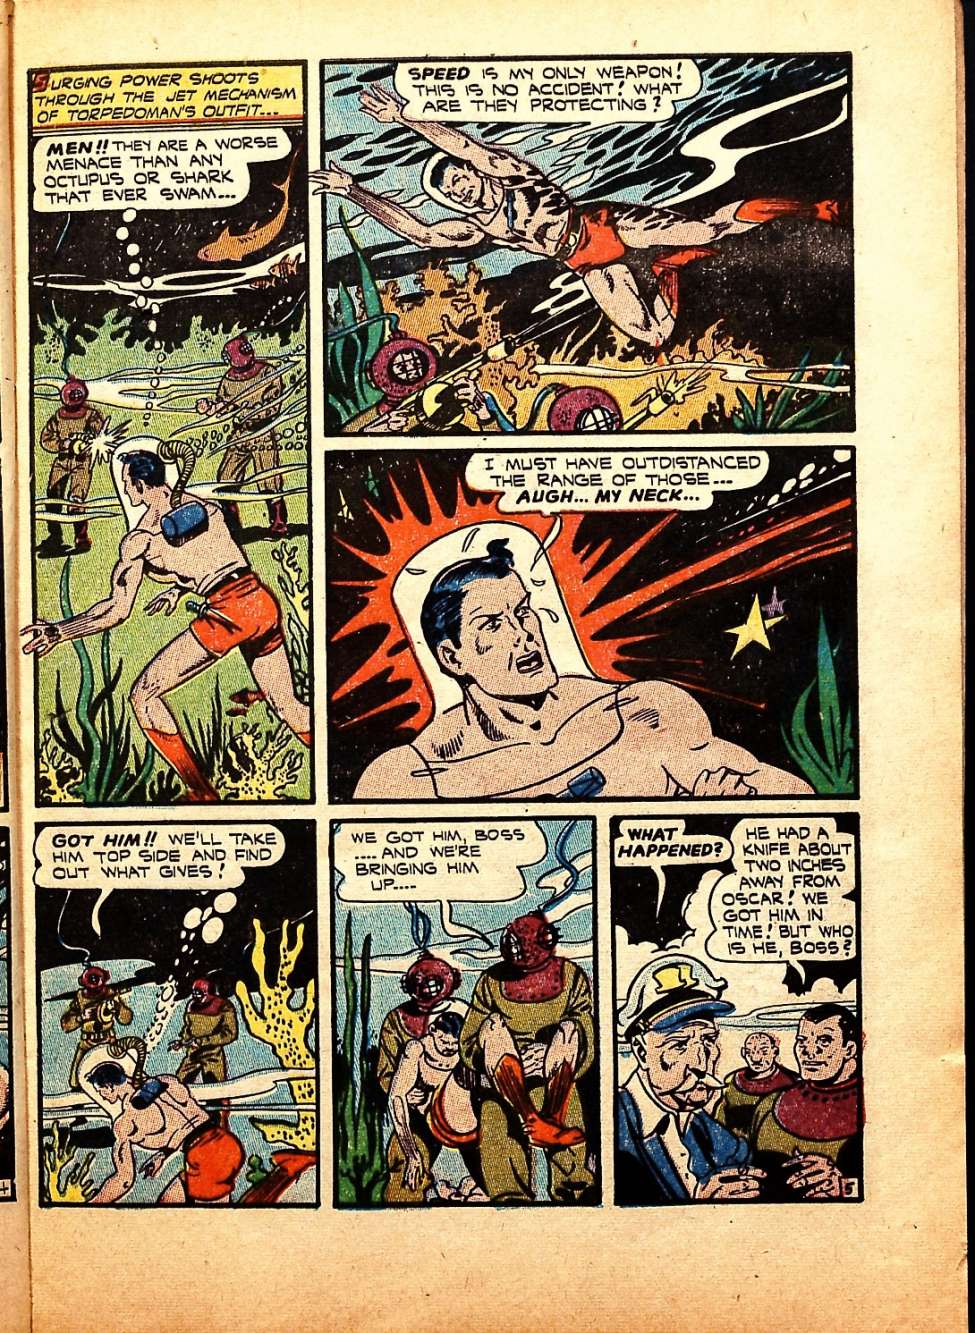 SURGING POWER SHOOTS
THROUGH THE JET MECHANISM
OF TORPEDOMAN'S OUTFIT...
MEN!! THEY ARE A WORSE
MENACE THAN ANY
OCTUPUS OR SHARK
THAT EVER SWAM...
SPEED IS MY ONLY WEAPON!
THIS IS NO ACCIDENT! WHAT
ARE THEY PROTECTING?
I MUST HAVE OUTDISTANCED
THE RANGE OF THOSE...
AUGH... MY NECK...
GOT HIM!! WE'LL TAKE
HIM TOP SIDE AND FIND
OUT WHAT GIVES!
WE GOT HIM, BOSS
....AND WE'RE
BRINGING HIM
UP....
WHAT
HAPPENED?
HE HAD A
KNIFE ABOUT
TWO INCHES
AWAY FROM
OSCAR! WE
GOT HIM IN
TIME! BUT WHO
IS HE, BOSS?
5